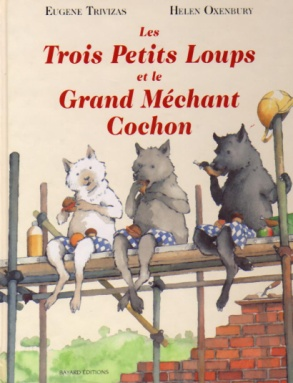 EUGENE TRIVIZAS HELEN OXENBURY
Les
Trois Petits Loups
et le
Grand Méchant
Cochon
BAYARD ÉDITIONS